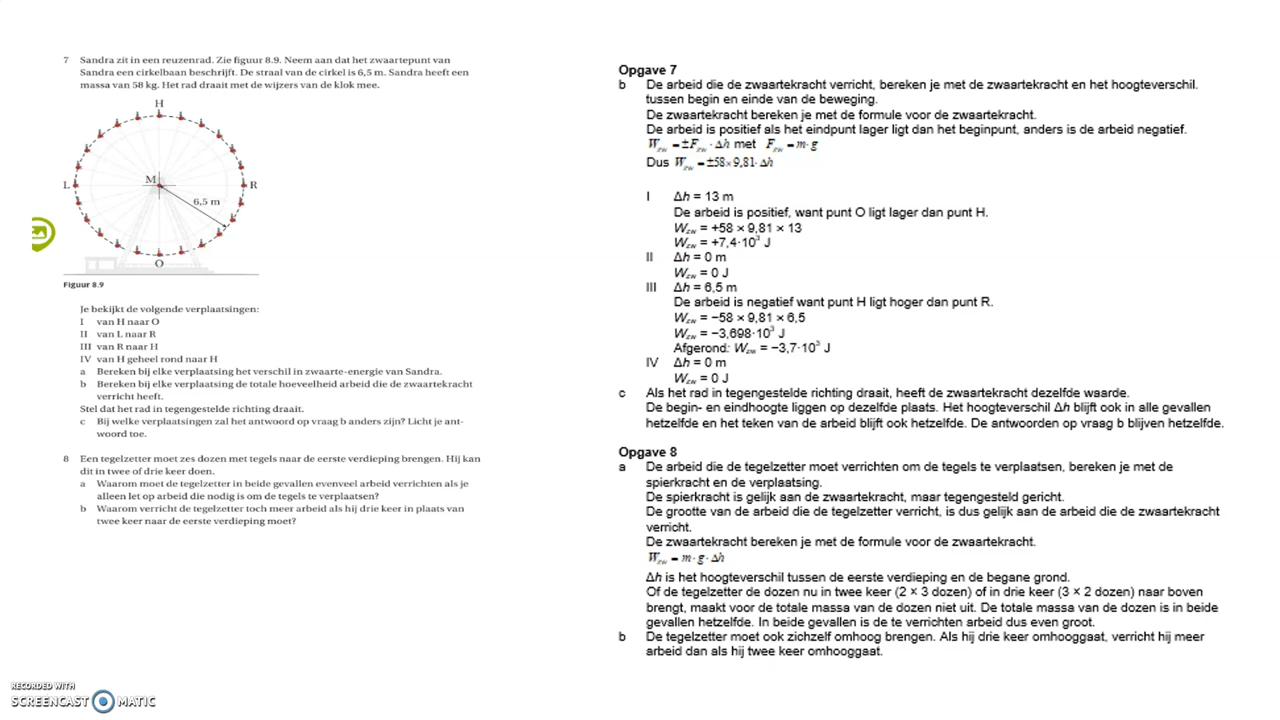 7 Sandra zit in een reuzenrad. Zie figuur 8.9. Neem aan dat het zwaartepunt van
Sandra een cirkelbaan beschrijft. De straal van de cirkel is 6,5 m. Sandra heeft een
massa van 58 kg. Het rad draait met de wijzers van de klok mee.
H
L
M
R
6,5 m
O
Figuur 8.9
Je bekijkt de volgende verplaatsingen:
I van H naar O
II van L naar R
III van R naar H
IV van H geheel rond naar H
a Bereken bij elke verplaatsing het verschil in zwaarte-energie van Sandra.
b Bereken bij elke verplaatsing de totale hoeveelheid arbeid die de zwaartekracht
verricht heeft.
Stel dat het rad in tegengestelde richting draait.
c Bij welke verplaatsingen zal het antwoord op vraag b anders zijn? Licht je ant-
woord toe.
8 Een tegelzetter moet zes dozen met tegels naar de eerste verdieping brengen. Hij kan
dit in twee of drie keer doen.
a Waarom moet de tegelzetter in beide gevallen evenveel arbeid verrichten als je
alleen let op arbeid die nodig is om de tegels te verplaatsen?
b Waarom verricht de tegelzetter toch meer arbeid als hij drie keer in plaats van
twee keer naar de eerste verdieping moet?
Opgave 7
b De arbeid die de zwaartekracht verricht, bereken je met de zwaartekracht en het hoogteverschil.
tussen begin en einde van de beweging.
De zwaartekracht bereken je met de formule voor de zwaartekracht.
De arbeid is positief als het eindpunt lager ligt dan het beginpunt, anders is de arbeid negatief.
W_zw = ±F_zw · Δh met F_zw = m·g
Dus W_zw = ±58×9,81·Δh
I Δh = 13 m
De arbeid is positief, want punt O ligt lager dan punt H.
W_zw = +58 × 9,81 × 13
W_zw = +7,4·10³ J
II Δh = 0 m
W_zw = 0 J
III Δh = 6,5 m
De arbeid is negatief want punt H ligt hoger dan punt R.
W_zw = −58 × 9,81 × 6,5
W_zw = −3,698·10³ J
Afgerond: W_zw = −3,7·10³ J
IV Δh = 0 m
W_zw = 0 J
c Als het rad in tegengestelde richting draait, heeft de zwaartekracht dezelfde waarde.
De begin- en eindhoogte liggen op dezelfde plaats. Het hoogteverschil Δh blijft ook in alle gevallen
hetzelfde en het teken van de arbeid blijft ook hetzelfde. De antwoorden op vraag b blijven hetzelfde.
Opgave 8
a De arbeid die de tegelzetter moet verrichten om de tegels te verplaatsen, bereken je met de
spierkracht en de verplaatsing.
De spierkracht is gelijk aan de zwaartekracht, maar tegengesteld gericht.
De grootte van de arbeid die de tegelzetter verricht, is dus gelijk aan de arbeid die de zwaartekracht
verricht.
De zwaartekracht bereken je met de formule voor de zwaartekracht.
W_zw = m·g·Δh
Δh is het hoogteverschil tussen de eerste verdieping en de begane grond.
Of de tegelzetter de dozen nu in twee keer (2 × 3 dozen) of in drie keer (3 × 2 dozen) naar boven
brengt, maakt voor de totale massa van de dozen niet uit. De totale massa van de dozen is in beide
gevallen hetzelfde. In beide gevallen is de te verrichten arbeid dus even groot.
b De tegelzetter moet ook zichzelf omhoog brengen. Als hij drie keer omhooggaat, verricht hij meer
arbeid dan als hij twee keer omhooggaat.
RECORDED WITH
SCREENCAST MATIC